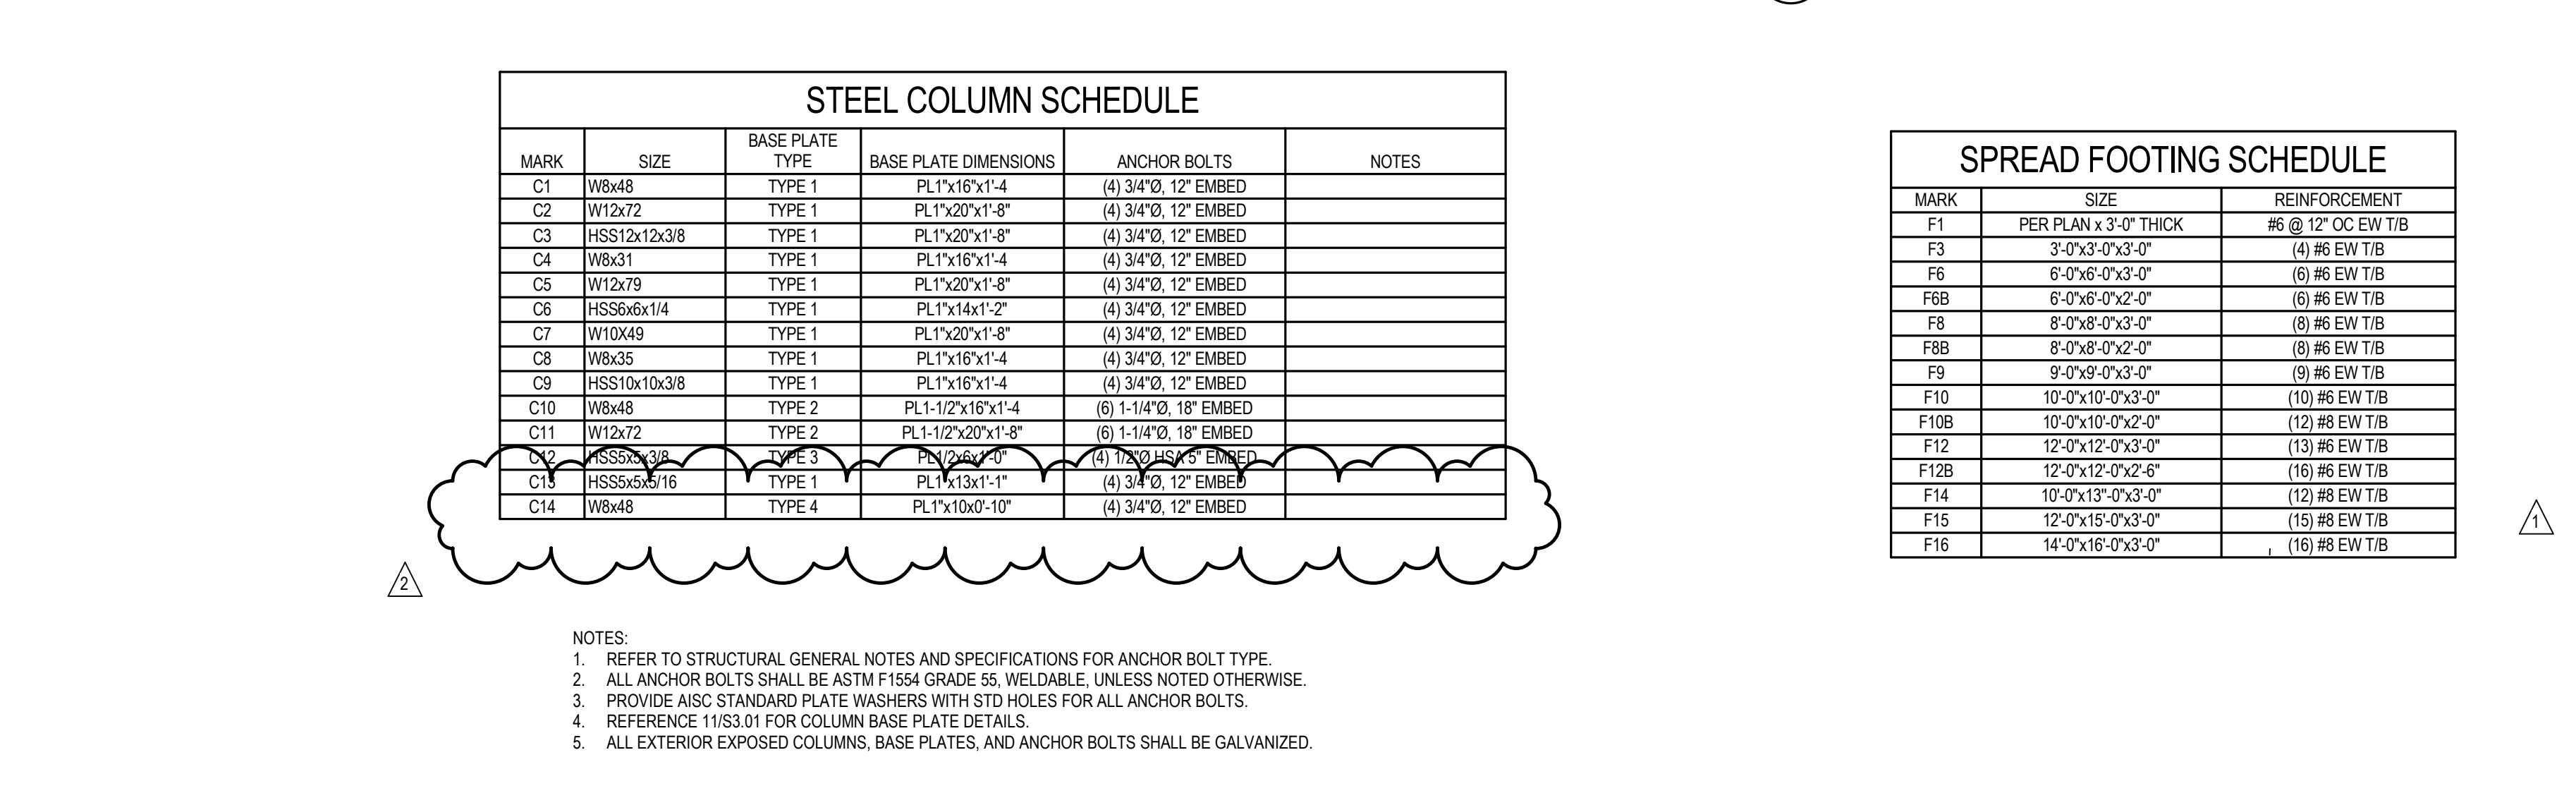 STEEL COLUMN SCHEDULE
MARK SIZE BASE PLATE TYPE BASE PLATE DIMENSIONS ANCHOR BOLTS NOTES
C1 W8x48 TYPE 1 PL1"x16"x1'-4 (4) 3/4"Ø, 12" EMBED
C2 W12x72 TYPE 1 PL1"x20"x1'-8" (4) 3/4"Ø, 12" EMBED
C3 HSS12x12x3/8 TYPE 1 PL1"x20"x1'-8" (4) 3/4"Ø, 12" EMBED
C4 W8x31 TYPE 1 PL1"x16"x1'-4 (4) 3/4"Ø, 12" EMBED
C5 W12x79 TYPE 1 PL1"x20"x1'-8" (4) 3/4"Ø, 12" EMBED
C6 HSS6x6x1/4 TYPE 1 PL1"x14x1'-2" (4) 3/4"Ø, 12" EMBED
C7 W10X49 TYPE 1 PL1"x20"x1'-8" (4) 3/4"Ø, 12" EMBED
C8 W8x35 TYPE 1 PL1"x16"x1'-4 (4) 3/4"Ø, 12" EMBED
C9 HSS10x10x3/8 TYPE 1 PL1"x16"x1'-4 (4) 3/4"Ø, 12" EMBED
C10 W8x48 TYPE 2 PL1-1/2"x16"x1'-4 (6) 1-1/4"Ø, 18" EMBED
C11 W12x72 TYPE 2 PL1-1/2"x20"x1'-8" (6) 1-1/4"Ø, 18" EMBED
C12 HSS5x5x3/8 TYPE 3 PL1/2x6x1'-0" (4) 1/2"Ø HSA 5" EMBED
C13 HSS5x5x5/16 TYPE 1 PL1"x13x1'-1" (4) 3/4"Ø, 12" EMBED
C14 W8x48 TYPE 4 PL1"x10x0'-10" (4) 3/4"Ø, 12" EMBED
2
NOTES:
1. REFER TO STRUCTURAL GENERAL NOTES AND SPECIFICATIONS FOR ANCHOR BOLT TYPE.
2. ALL ANCHOR BOLTS SHALL BE ASTM F1554 GRADE 55, WELDABLE, UNLESS NOTED OTHERWISE.
3. PROVIDE AISC STANDARD PLATE WASHERS WITH STD HOLES FOR ALL ANCHOR BOLTS.
4. REFERENCE 11/S3.01 FOR COLUMN BASE PLATE DETAILS.
5. ALL EXTERIOR EXPOSED COLUMNS, BASE PLATES, AND ANCHOR BOLTS SHALL BE GALVANIZED.
SPREAD FOOTING SCHEDULE
MARK SIZE REINFORCEMENT
F1 PER PLAN x 3'-0" THICK #6 @ 12" OC EW T/B
F3 3'-0"x3'-0"x3'-0" (4) #6 EW T/B
F6 6'-0"x6'-0"x3'-0" (6) #6 EW T/B
F6B 6'-0"x6'-0"x2'-0" (6) #6 EW T/B
F8 8'-0"x8'-0"x3'-0" (8) #6 EW T/B
F8B 8'-0"x8'-0"x2'-0" (8) #6 EW T/B
F9 9'-0"x9'-0"x3'-0" (9) #6 EW T/B
F10 10'-0"x10'-0"x3'-0" (10) #6 EW T/B
F10B 10'-0"x10'-0"x2'-0" (12) #8 EW T/B
F12 12'-0"x12'-0"x3'-0" (13) #6 EW T/B
F12B 12'-0"x12'-0"x2'-6" (16) #6 EW T/B
F14 10'-0"x13"-0"x3'-0" (12) #8 EW T/B
F15 12'-0"x15'-0"x3'-0" (15) #8 EW T/B
F16 14'-0"x16'-0"x3'-0" (16) #8 EW T/B
1